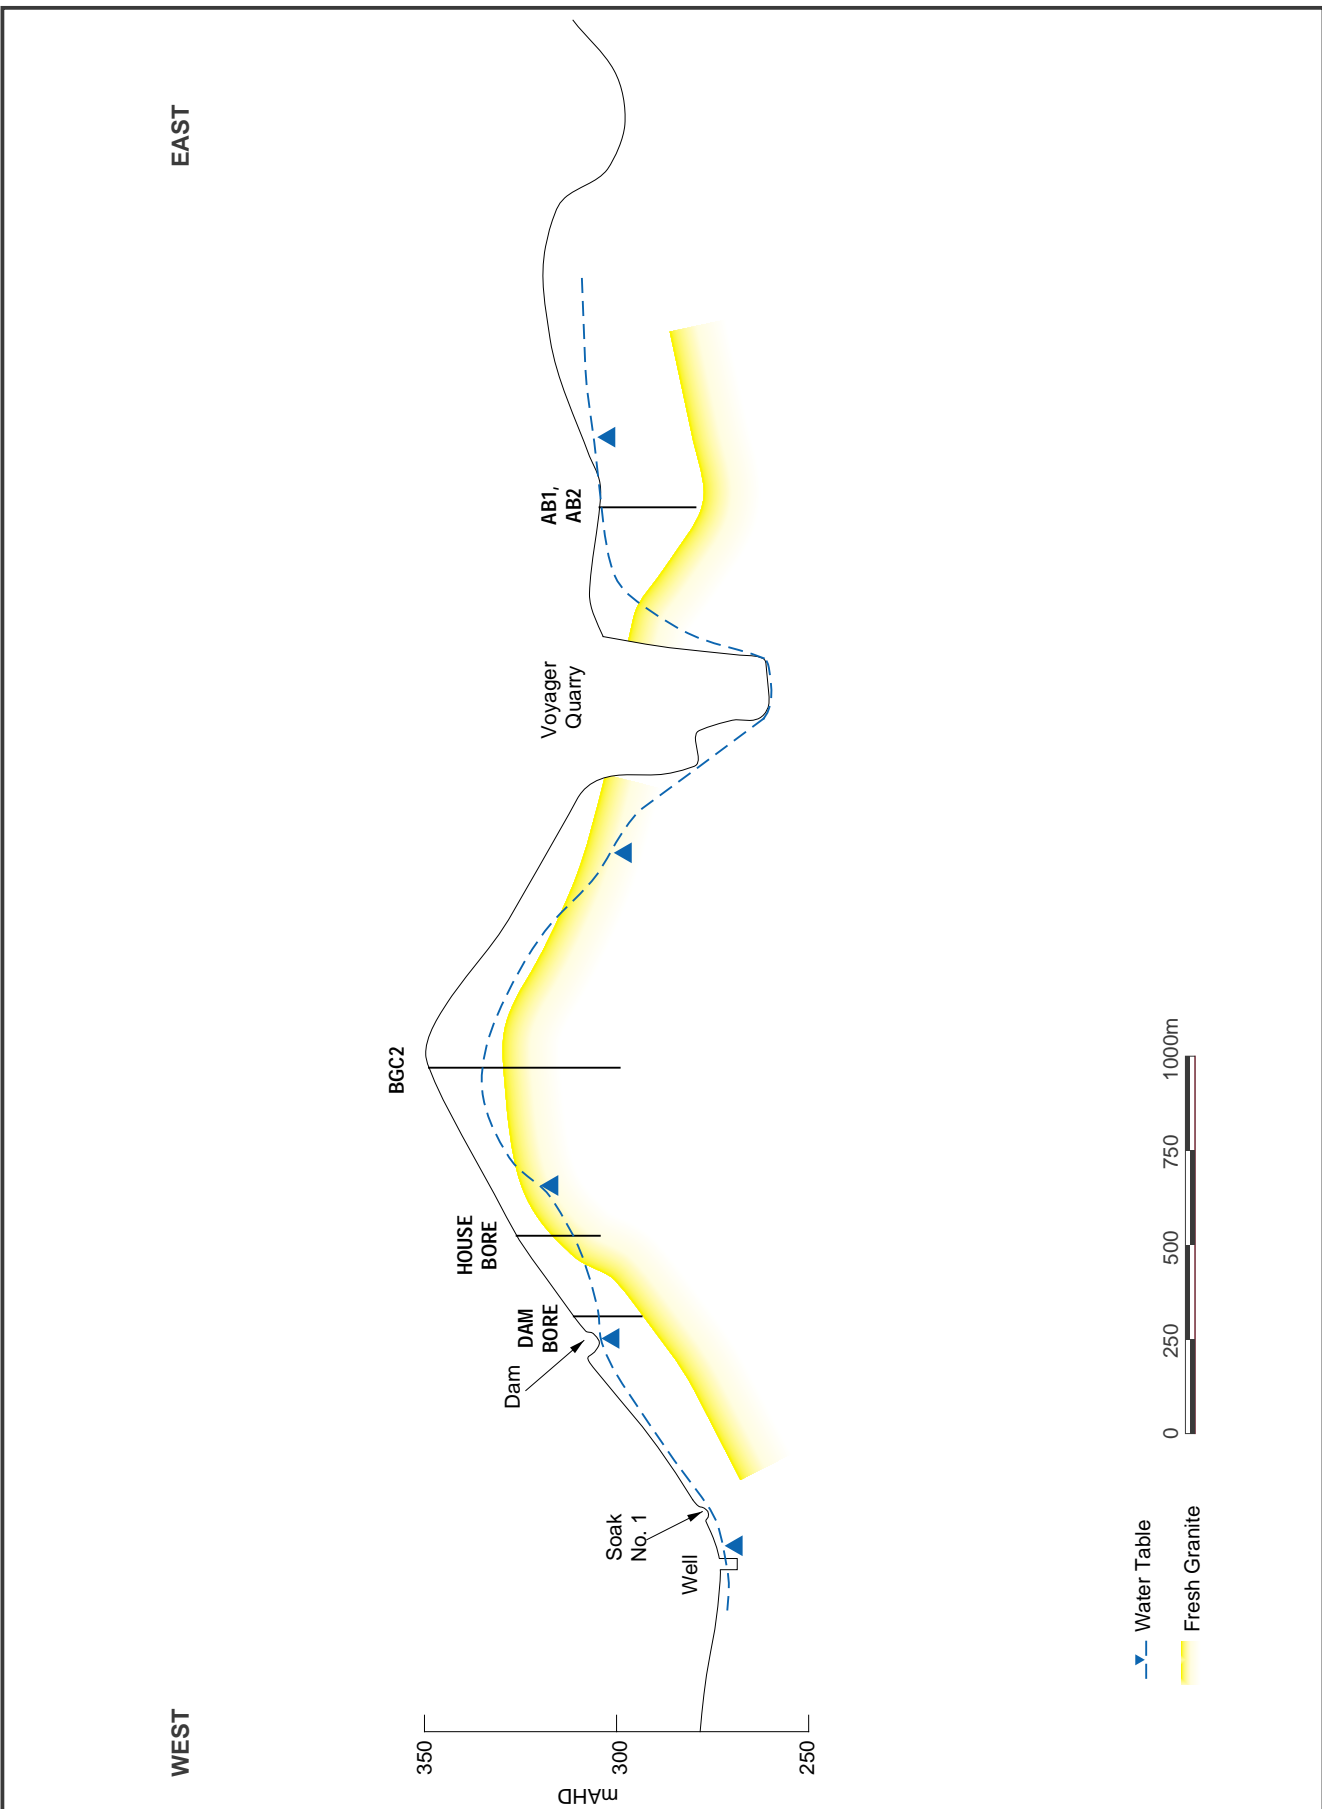 WEST
EAST
BGC2
HOUSE
BORE
DAM
BORE
Dam
Soak
No. 1
Well
Voyager
Quarry
AB1,
AB2
350
300
250
mAHD
Water Table
Fresh Granite
0
250
500
750
1000m